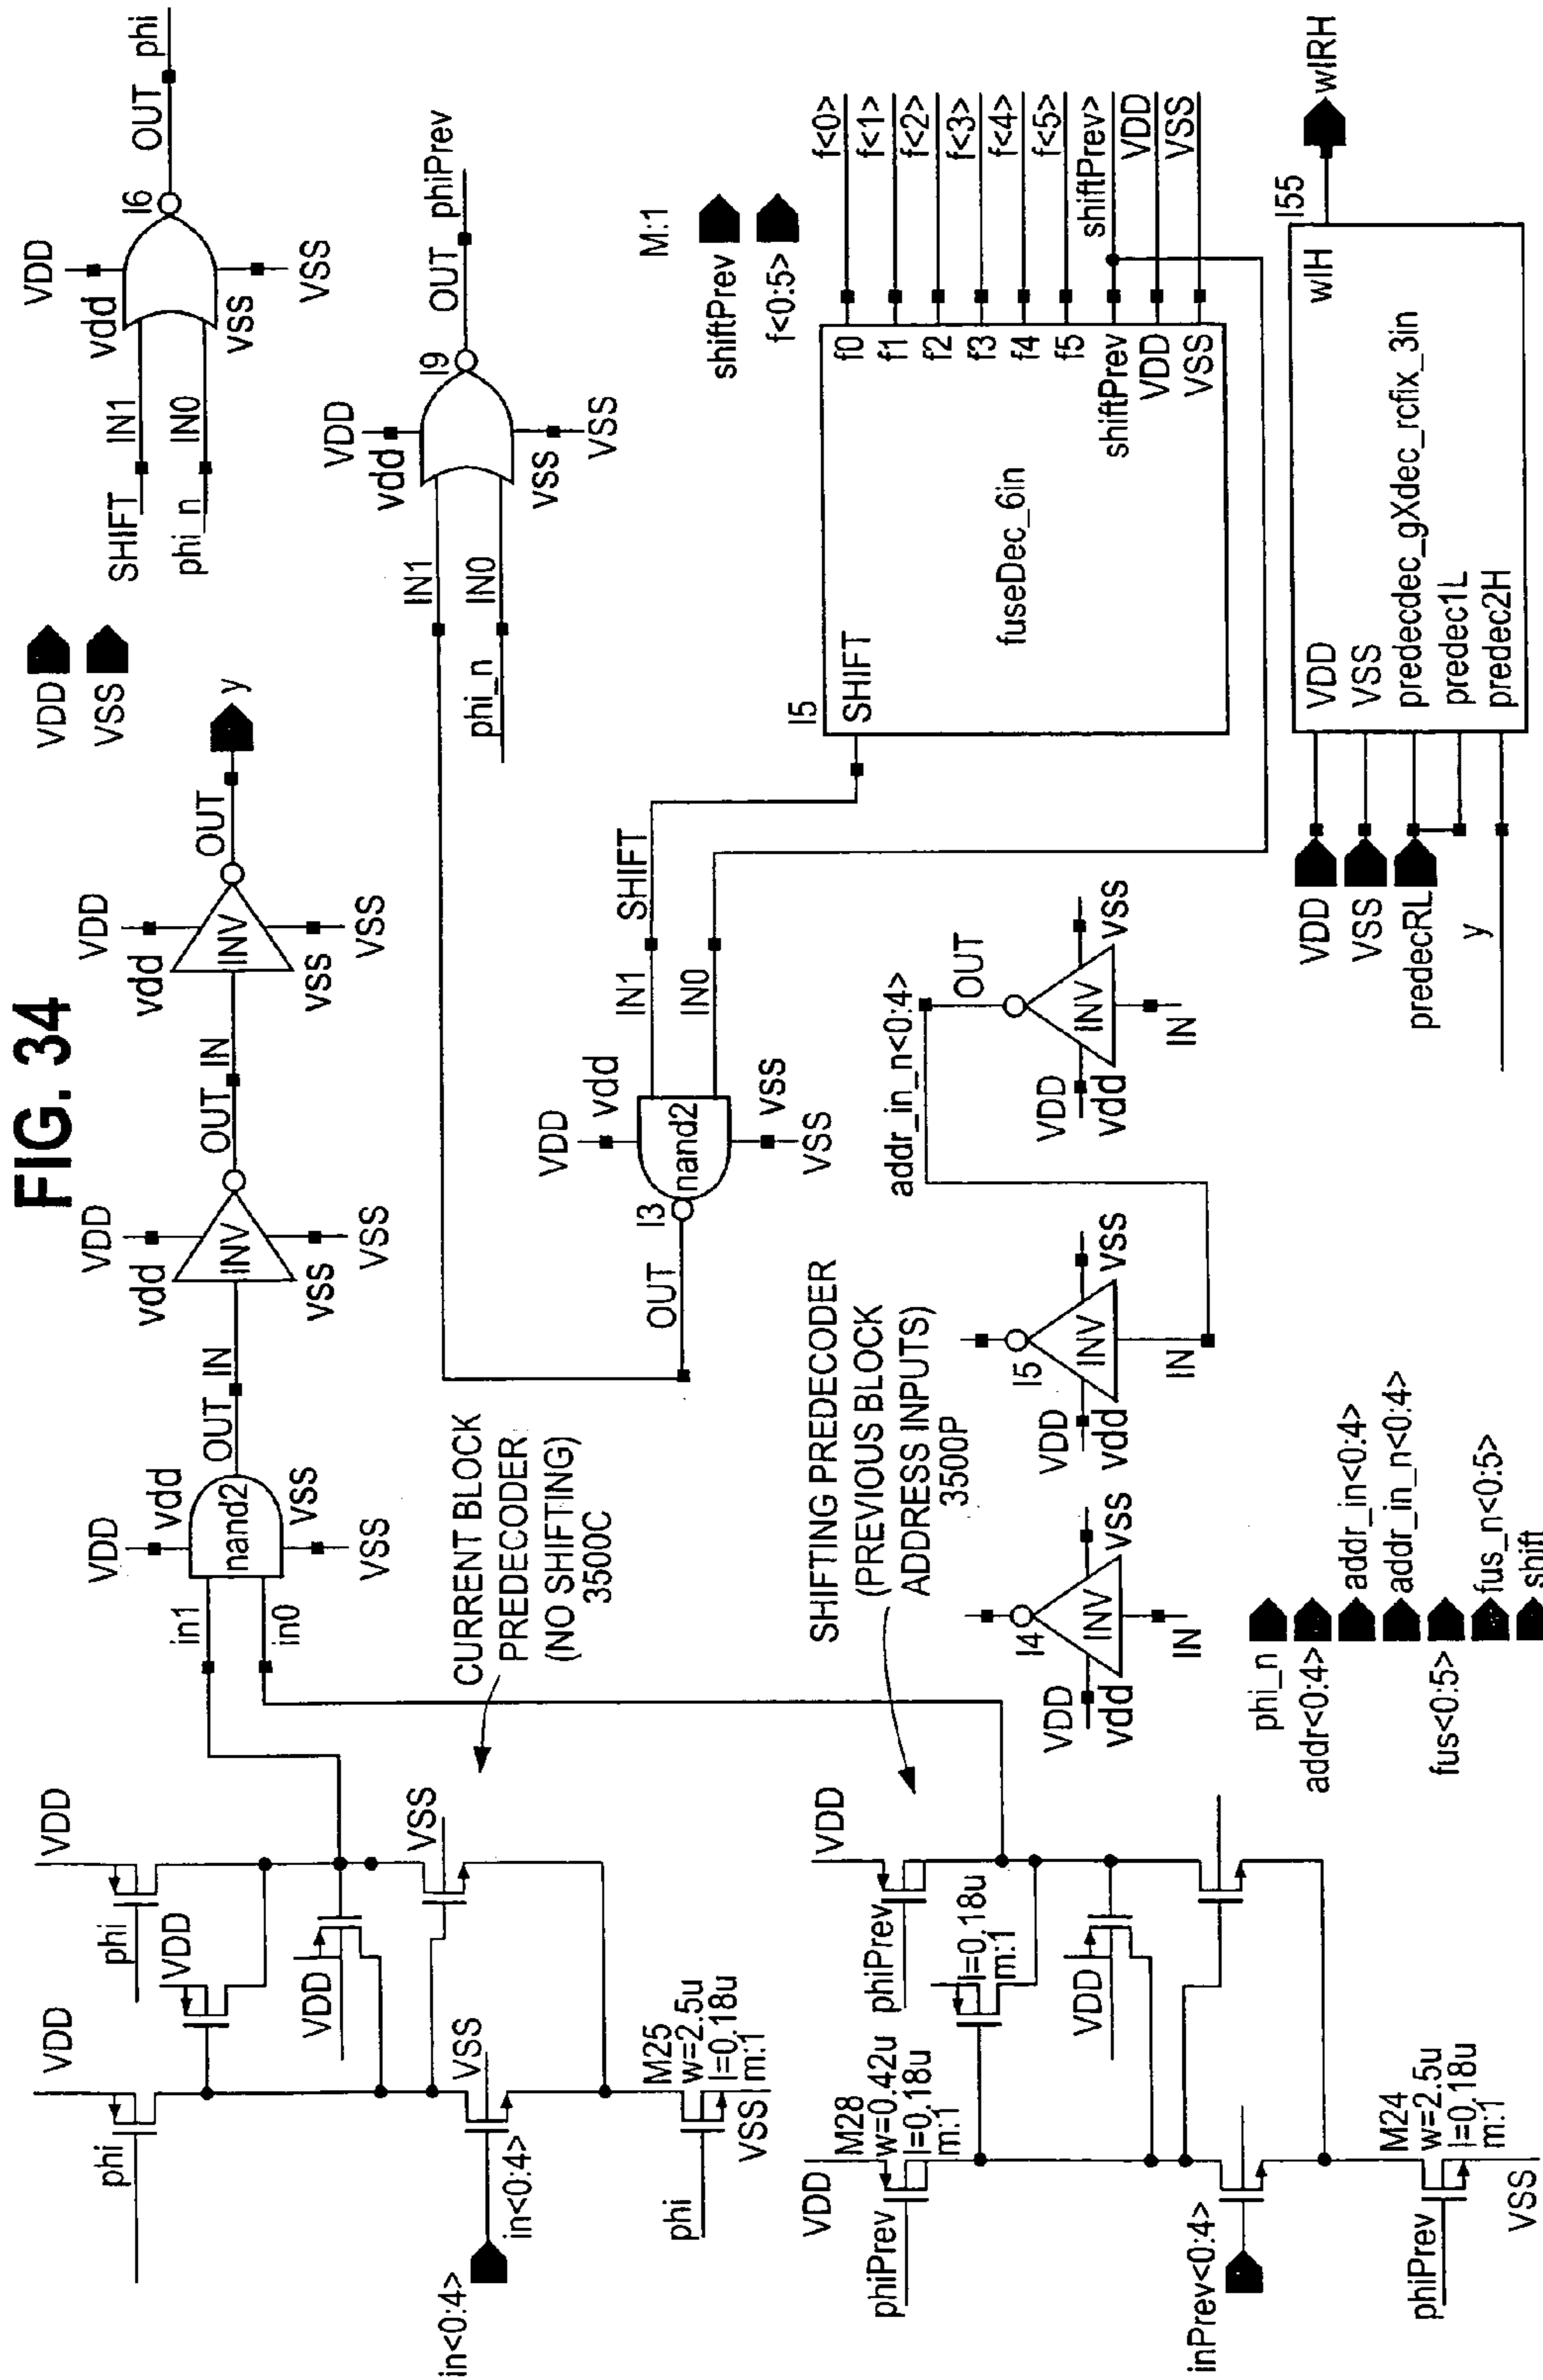 FIG. 34
VDD
phi
VDD
phi
VDD
VDD
VSS
in<0:4>
in<0:4>
VSS
M25
w=2.5u
l=0.18u
m:1
phi
VSS
in1
in0
VDD
vdd
nand2
VSS
VSS
OUT
IN
VDD
vdd
INV
VSS
VSS
OUT
IN
VDD
vdd
INV
VSS
VSS
OUT
y
VDD
VSS
SHIFT
IN1
phi_n
IN0
VDD
vdd
VSS
VSS
I6
OUT
phi
CURRENT BLOCK
PREDECODER
(NO SHIFTING)
3500C
IN1
phi_n
IN0
VDD
vdd
VSS
VSS
I9
OUT
phiPrev
OUT
I3
nand2
VDD
vdd
VSS
VSS
IN1
SHIFT
IN0
M:1
shiftPrev
f<0:5>
I5
SHIFT
fuseDec_6in
f0
f1
f2
f3
f4
f5
shiftPrev
VDD
VSS
f<0>
f<1>
f<2>
f<3>
f<4>
f<5>
shiftPrev>
VDD
VSS
SHIFTING PREDECODER
(PREVIOUS BLOCK
ADDRESS INPUTS)
3500P
VDD
phiPrev
M28
w=0.42u
l=0.18u
m:1
VDD
phiPrev
l=0.18u
m:1
VDD
inPrev<0:4>
M24
w=2.5u
l=0.18u
m:1
phiPrev
VSS
I4
INV
VDD
vdd
VSS
IN
I5
INV
VDD
vdd
VSS
IN
addr_in_n<0:4>
OUT
INV
VDD
vdd
VSS
IN
phi_n
addr<0:4>
addr_in<0:4>
addr_in_n<0:4>
fus<0:5>
fus_n<0:5>
shift
VDD
VSS
predecRL
y
VDD
VSS
predecdec_gXdec_rcfix_3in
predec1L
predec2H
wlH
I55
wlRH